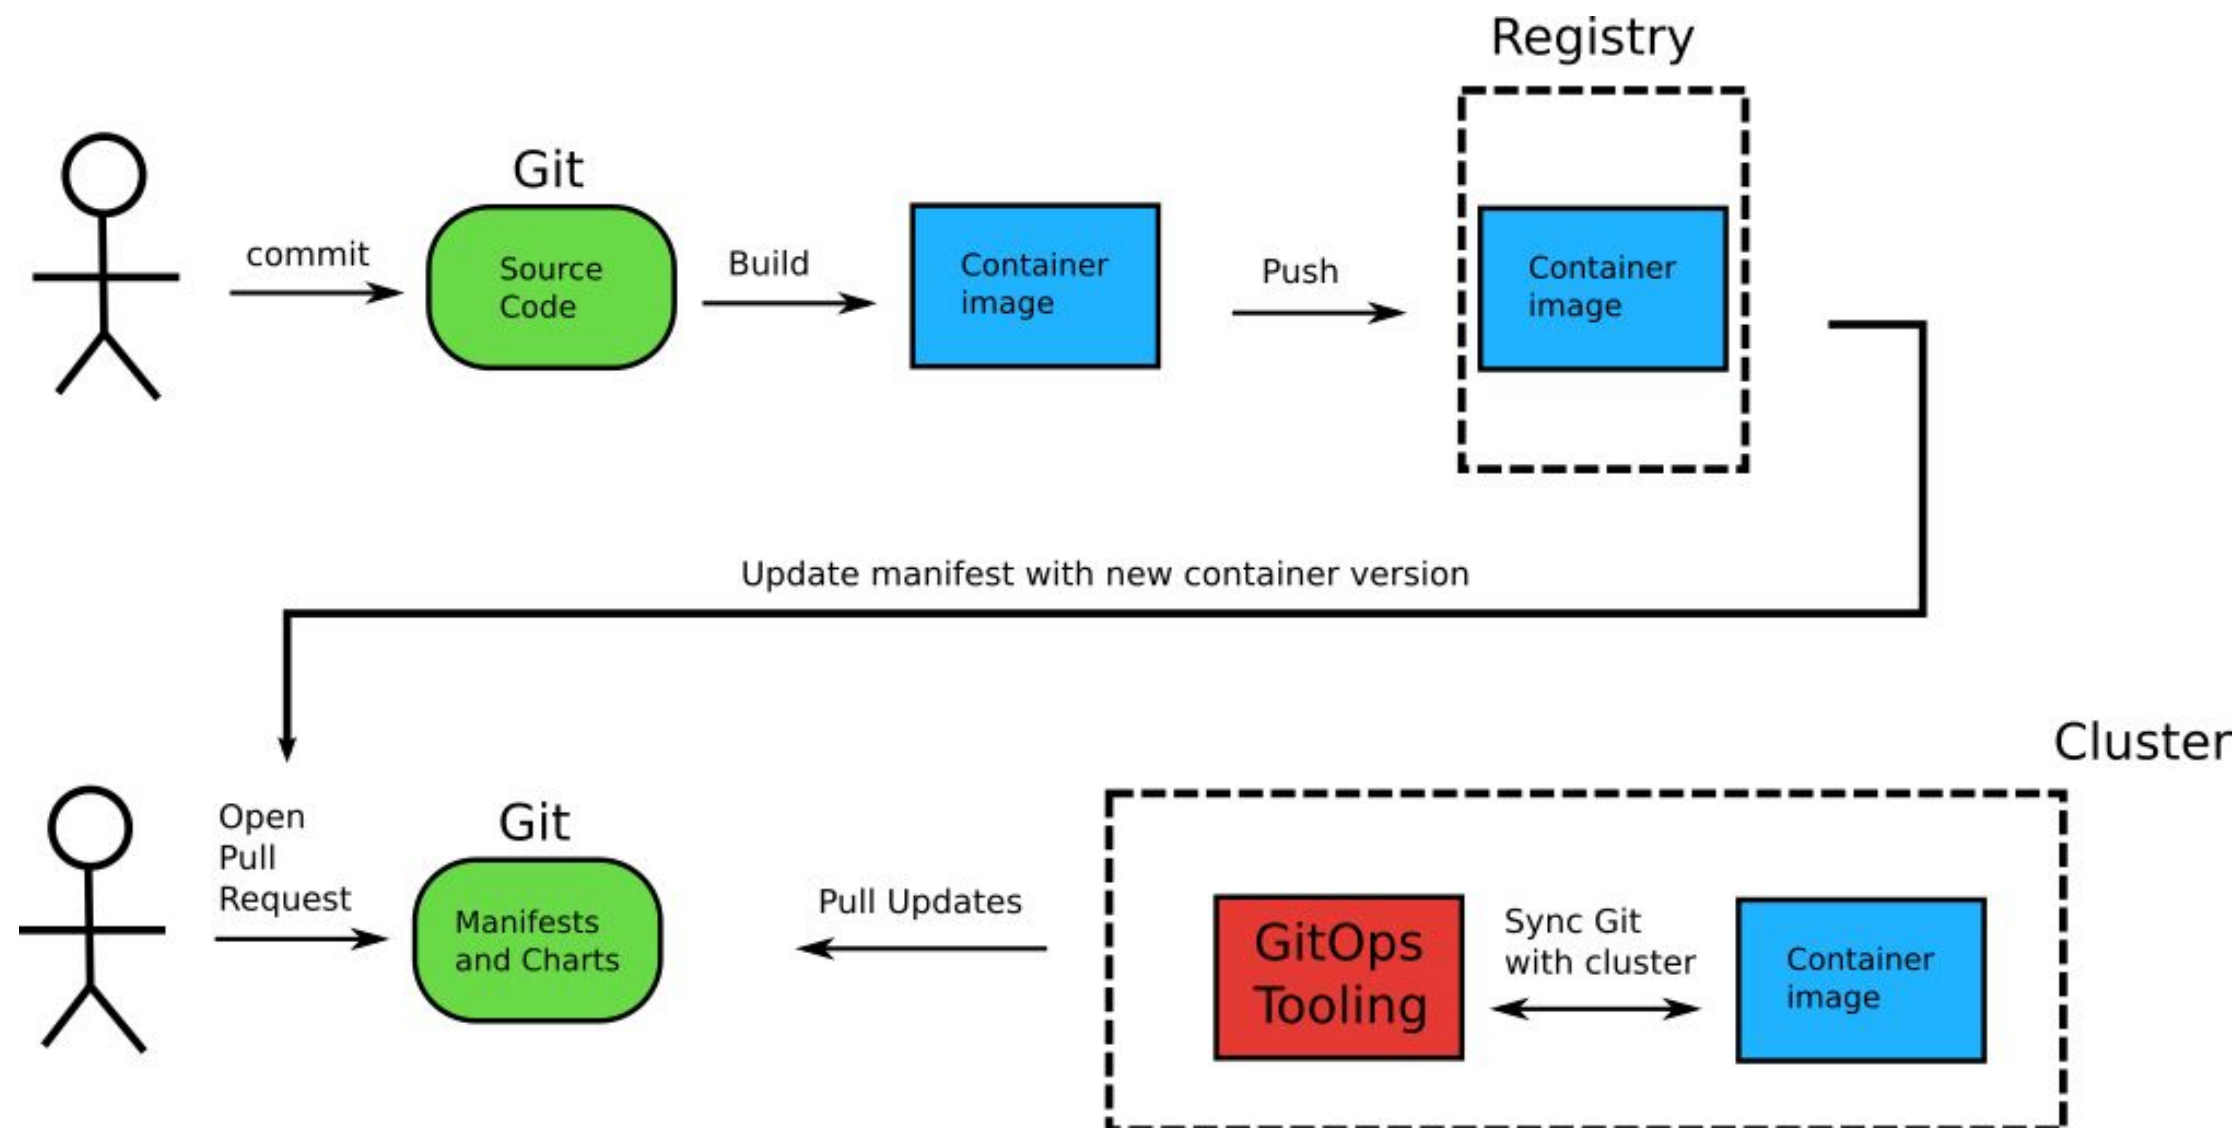 Registry
Git
commit
Source
Code
Build
Container
image
Push
Container
image
Update manifest with new container version
Cluster
Open
Pull
Request
Git
Manifests
and Charts
Pull Updates
GitOps
Tooling
Sync Git
with cluster
Container
image